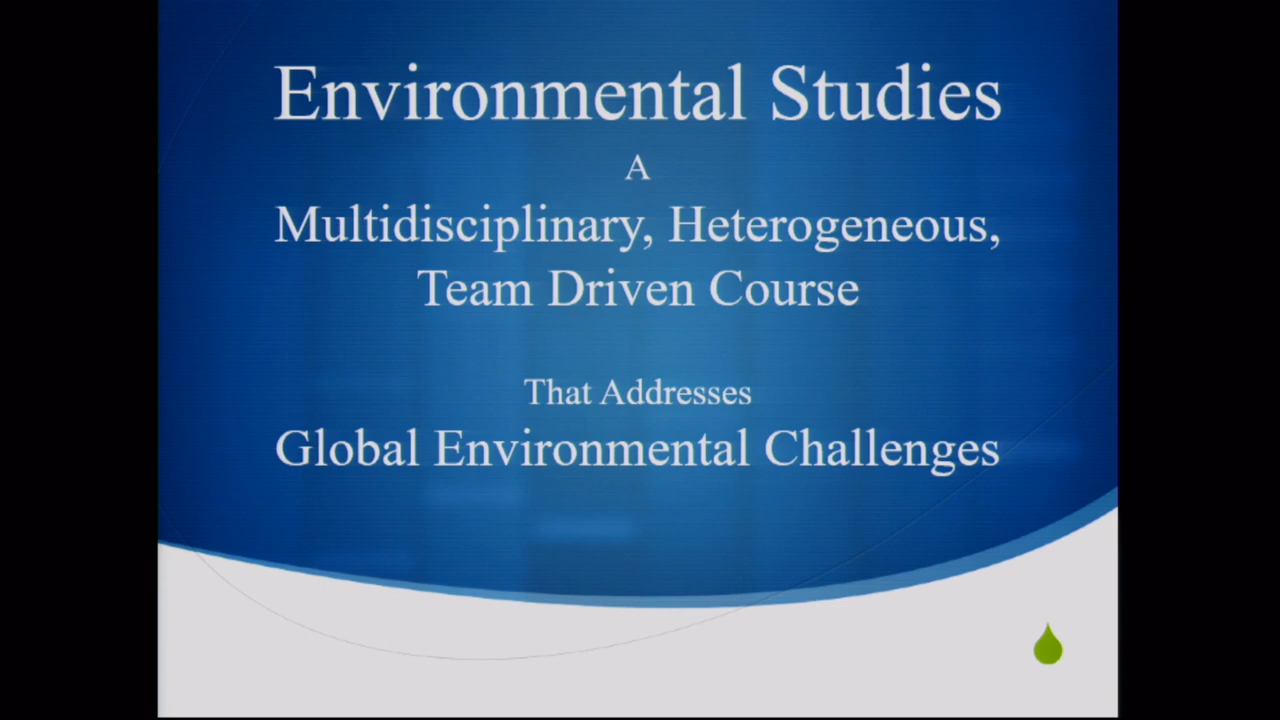 Environmental Studies
A
Multidisciplinary, Heterogeneous,
Team Driven Course
That Addresses
Global Environmental Challenges